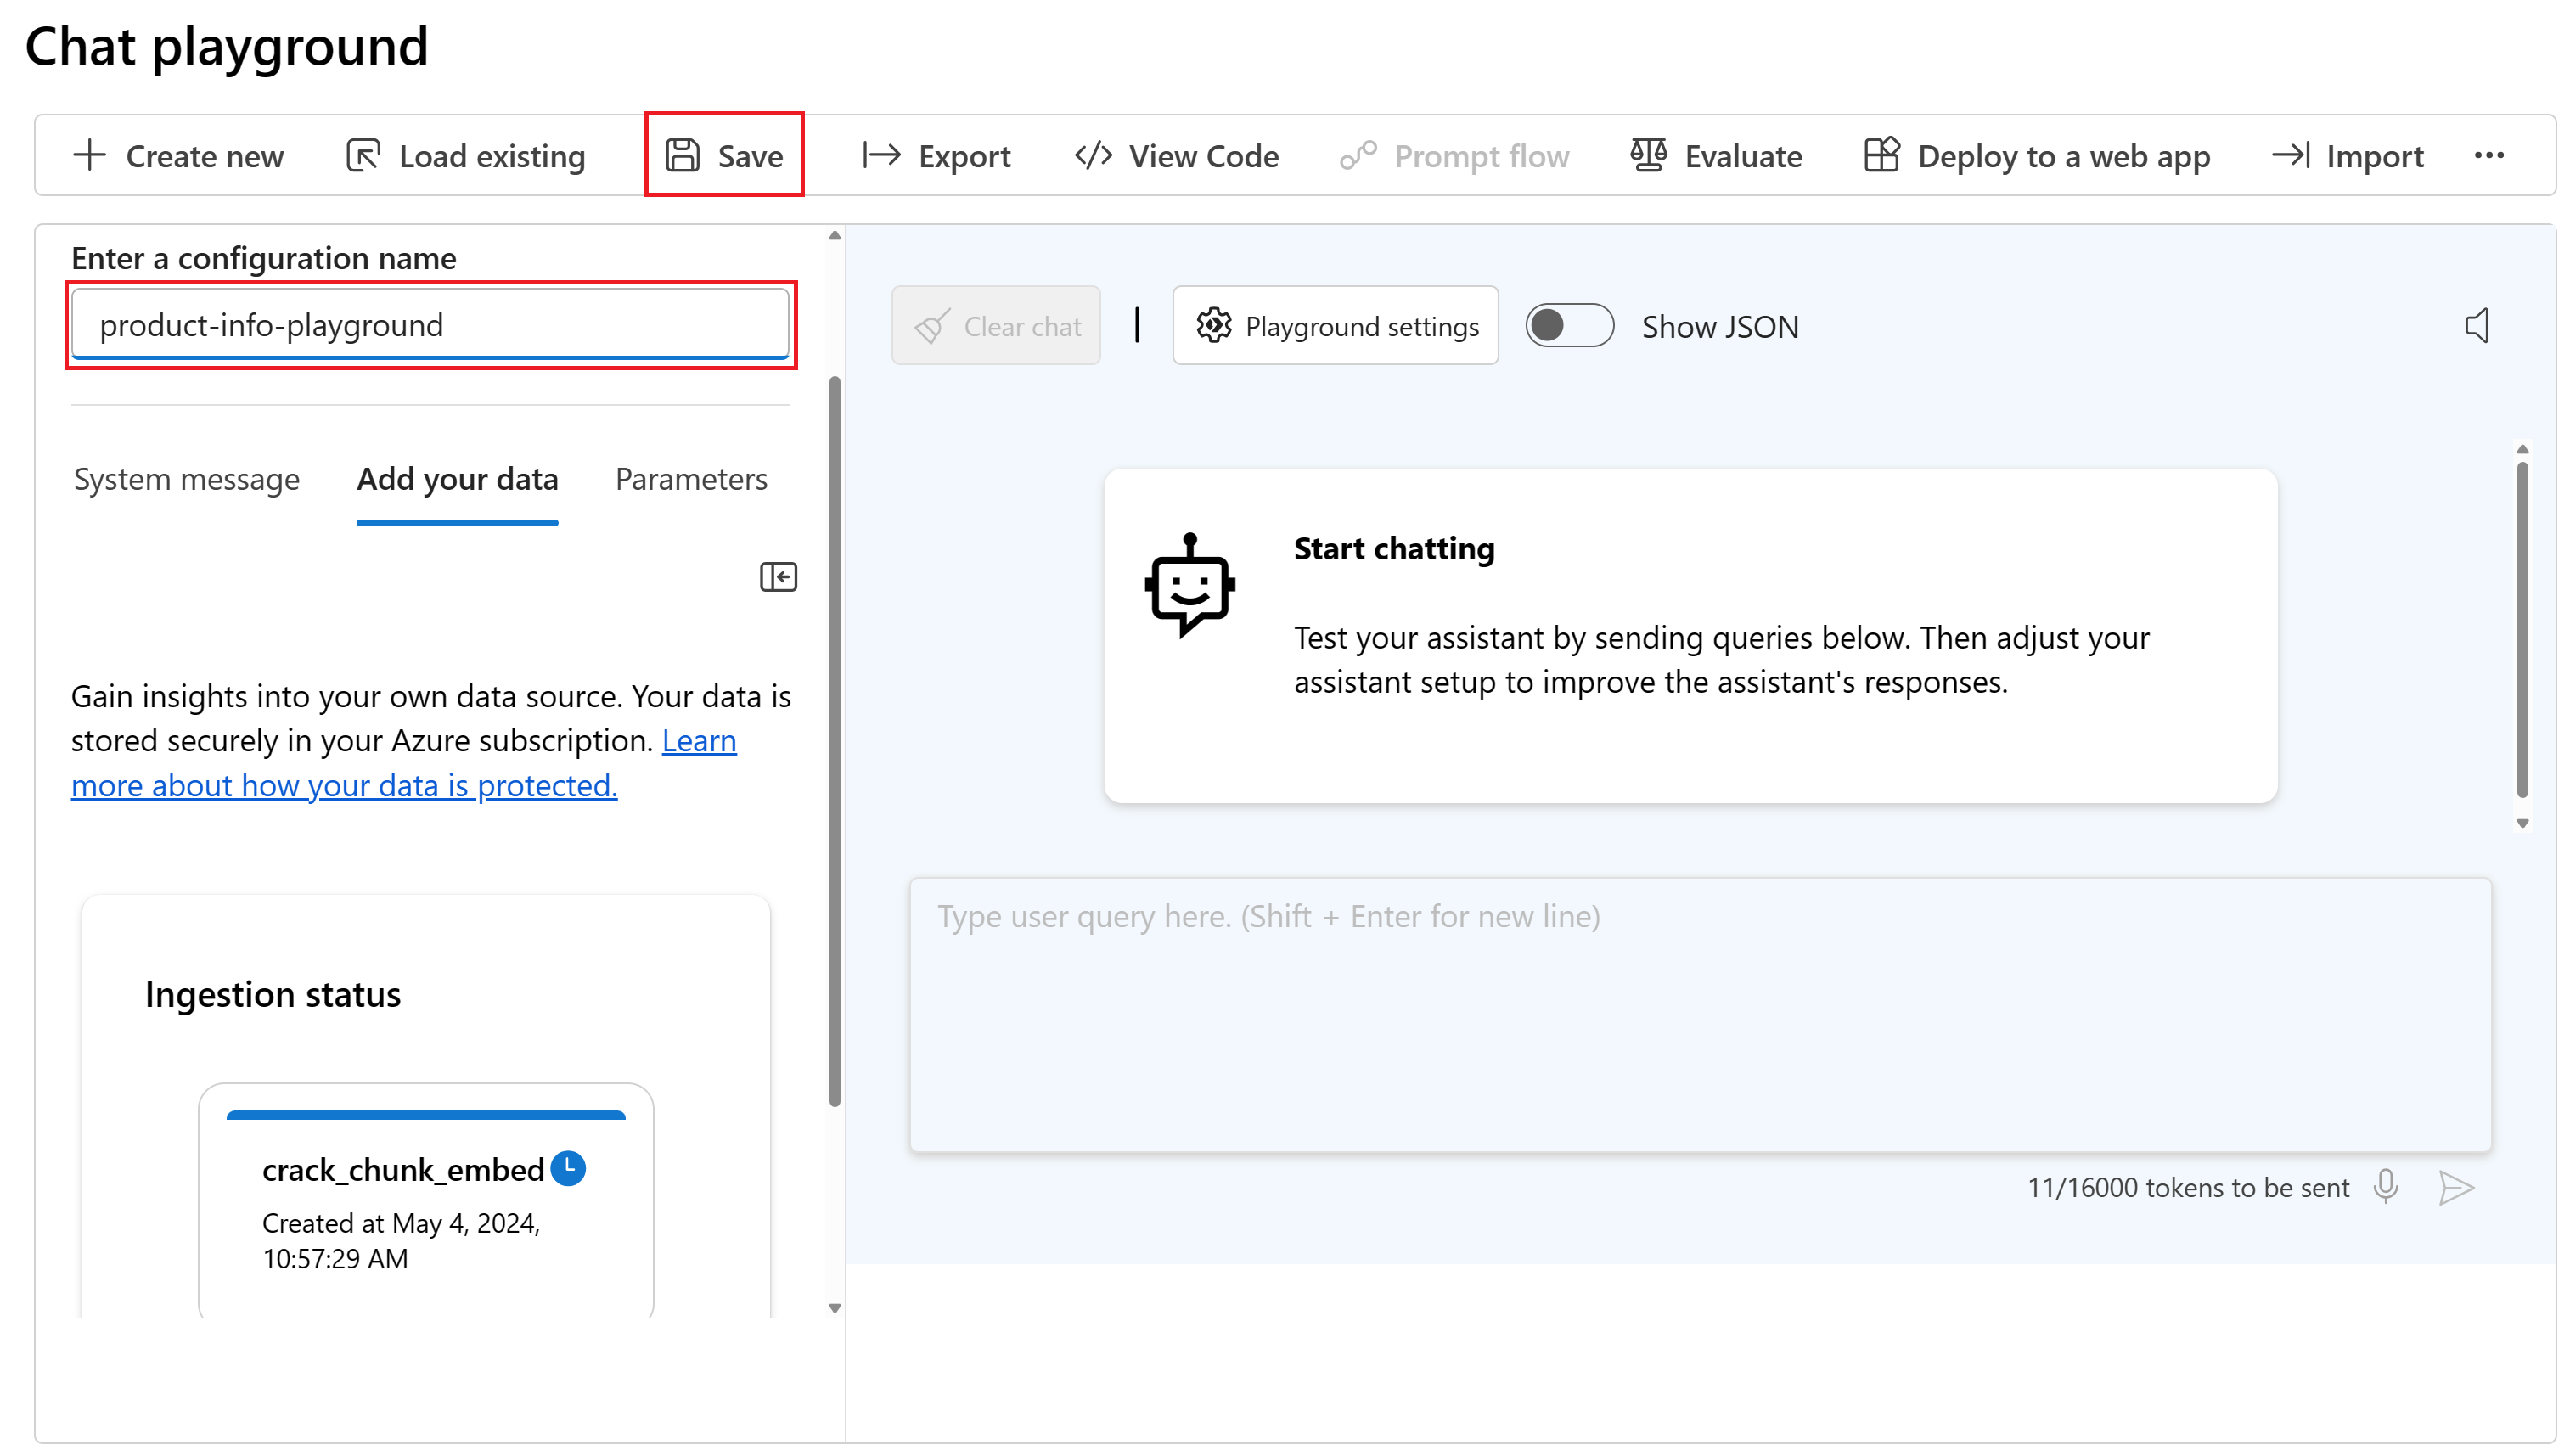 Chat playground
Create new
Load existing
Save
Export
View Code
Prompt flow
Evaluate
Deploy to a web app
Import
Enter a configuration name
product-info-playground
System message
Add your data
Parameters
Gain insights into your own data source. Your data is
stored securely in your Azure subscription. Learn
more about how your data is protected.
Ingestion status
crack_chunk_embed
Created at May 4, 2024,
10:57:29 AM
Clear chat
Playground settings
Show JSON
Start chatting
Test your assistant by sending queries below. Then adjust your
assistant setup to improve the assistant's responses.
Type user query here. (Shift + Enter for new line)
11/16000 tokens to be sent